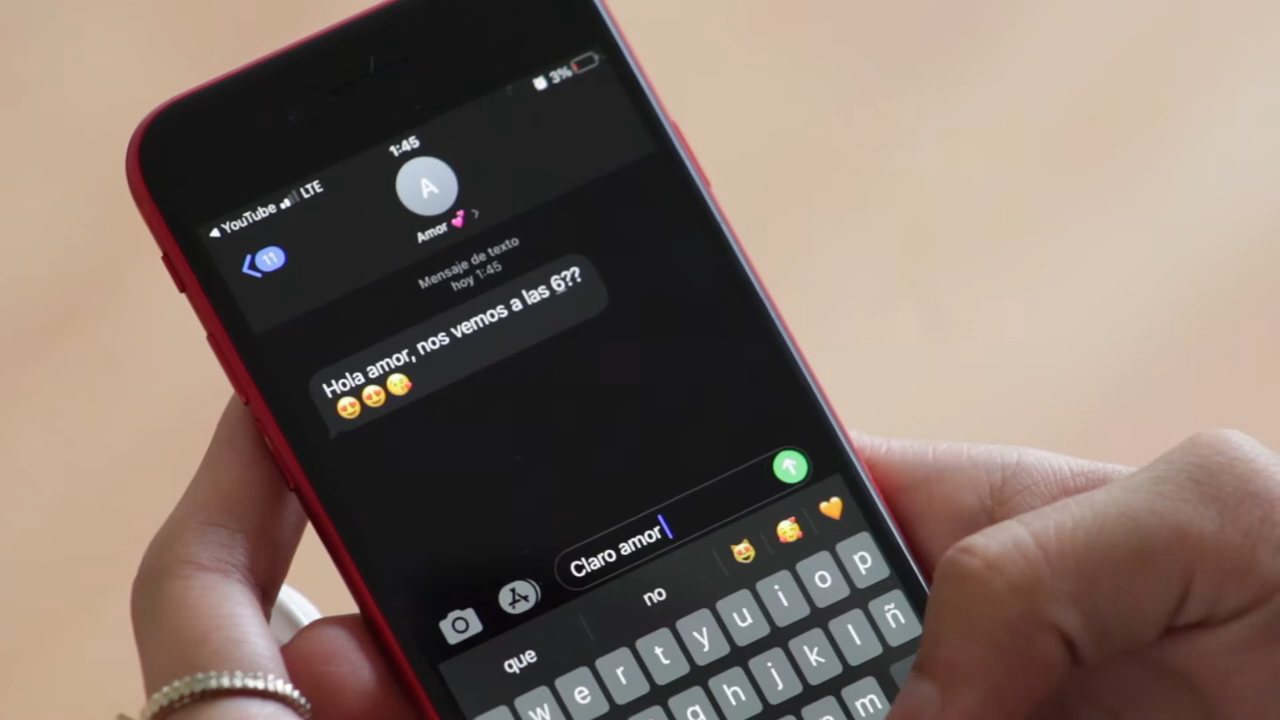 3%
1:45
YouTube LTE
A
11
Amor 💕
Mensaje de texto
hoy 1:45
Hola amor, nos vemos a las 6??
😍😍😘
Claro amor
que no 😻 🥰 🧡
w e r t y u i o p
g h j k l ñ
m